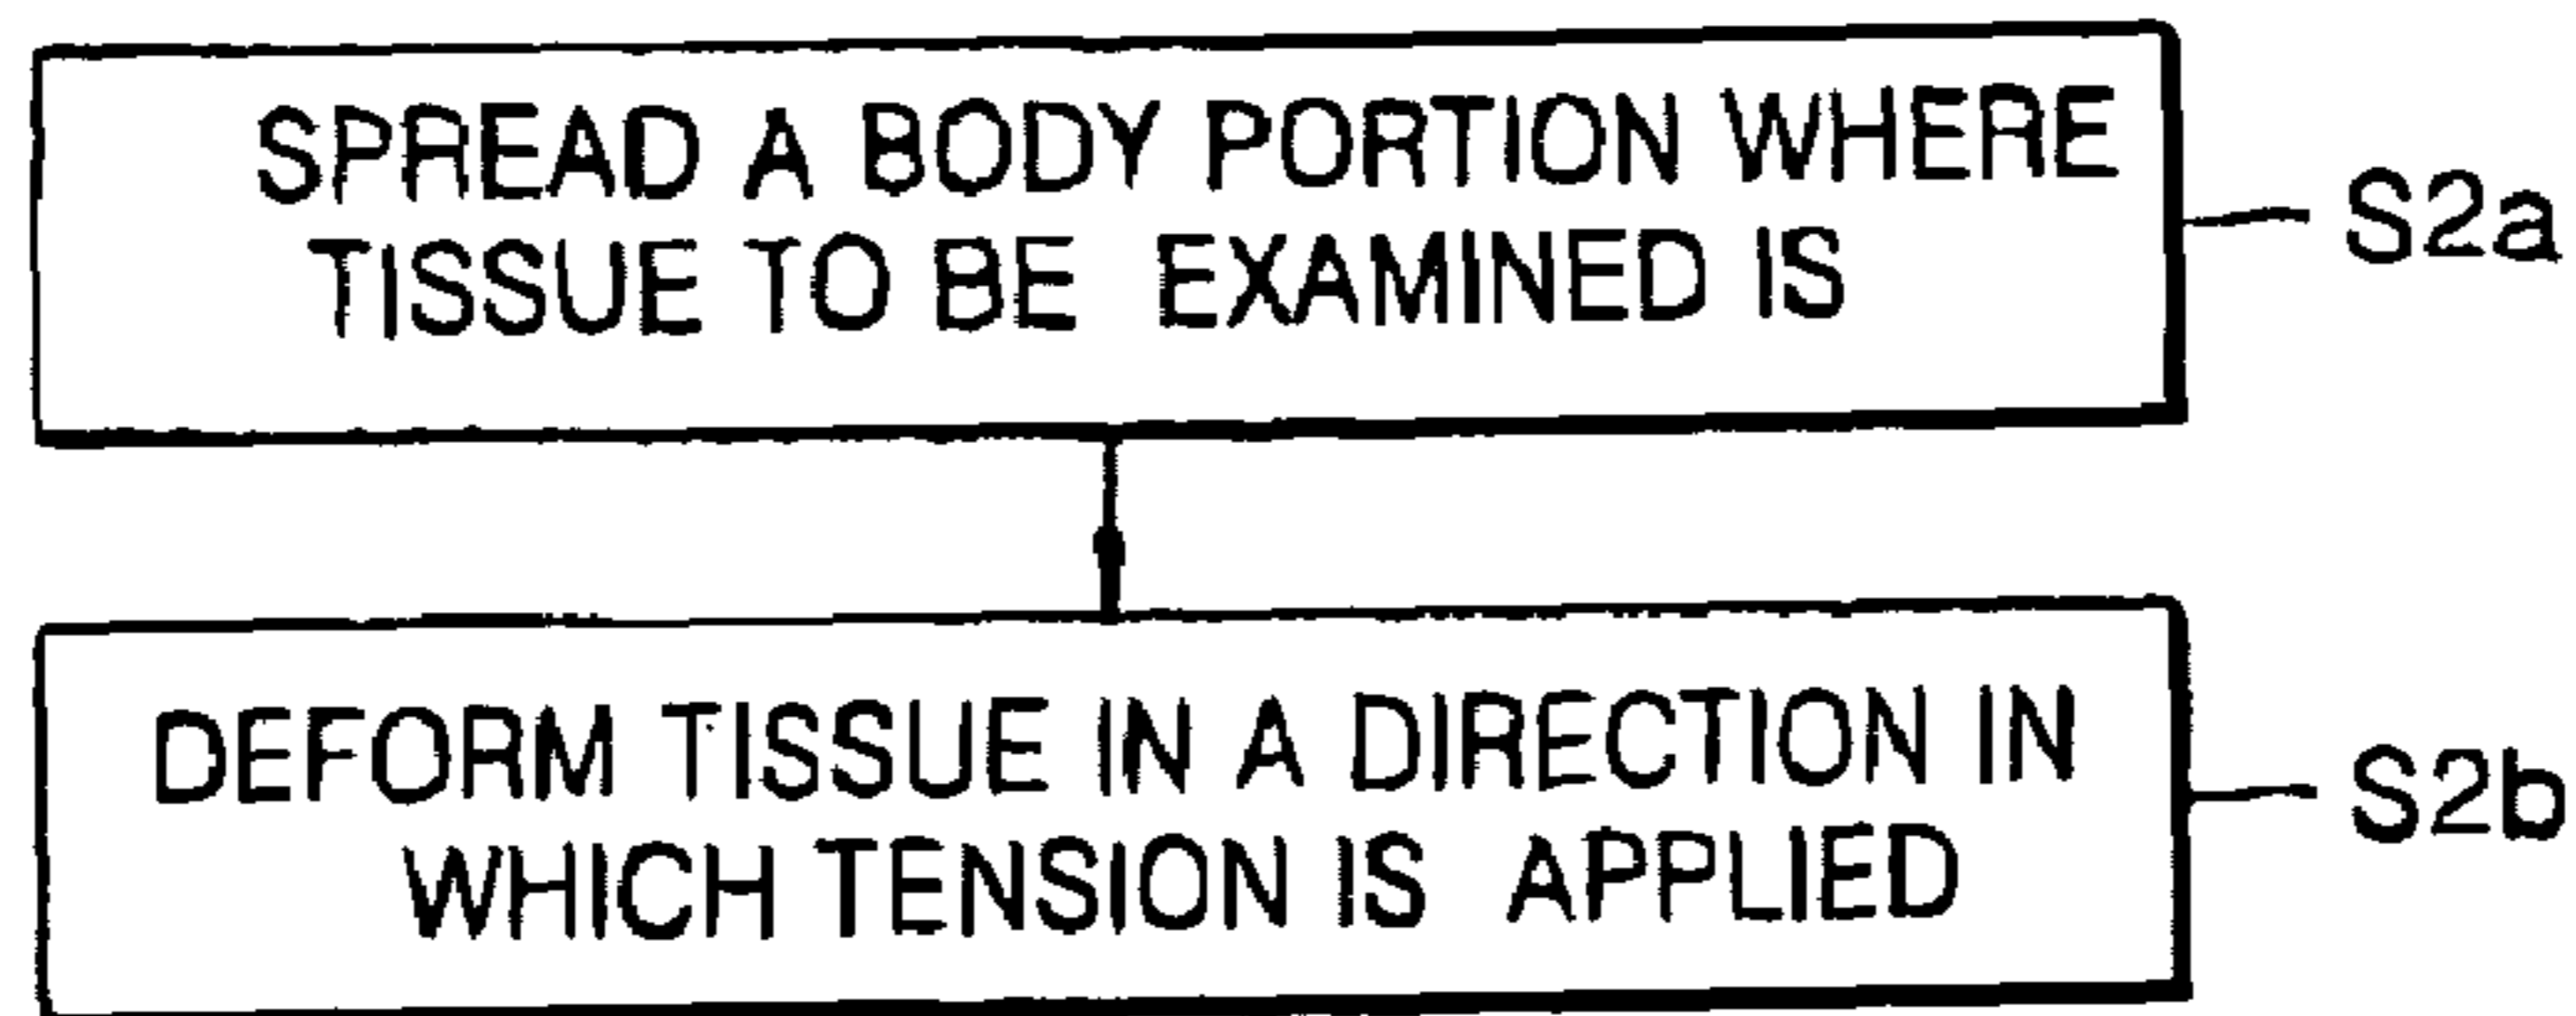 SPREAD A BODY PORTION WHERE
TISSUE TO BE EXAMINED IS
S2a
DEFORM TISSUE IN A DIRECTION IN
WHICH TENSION IS APPLIED
S2b